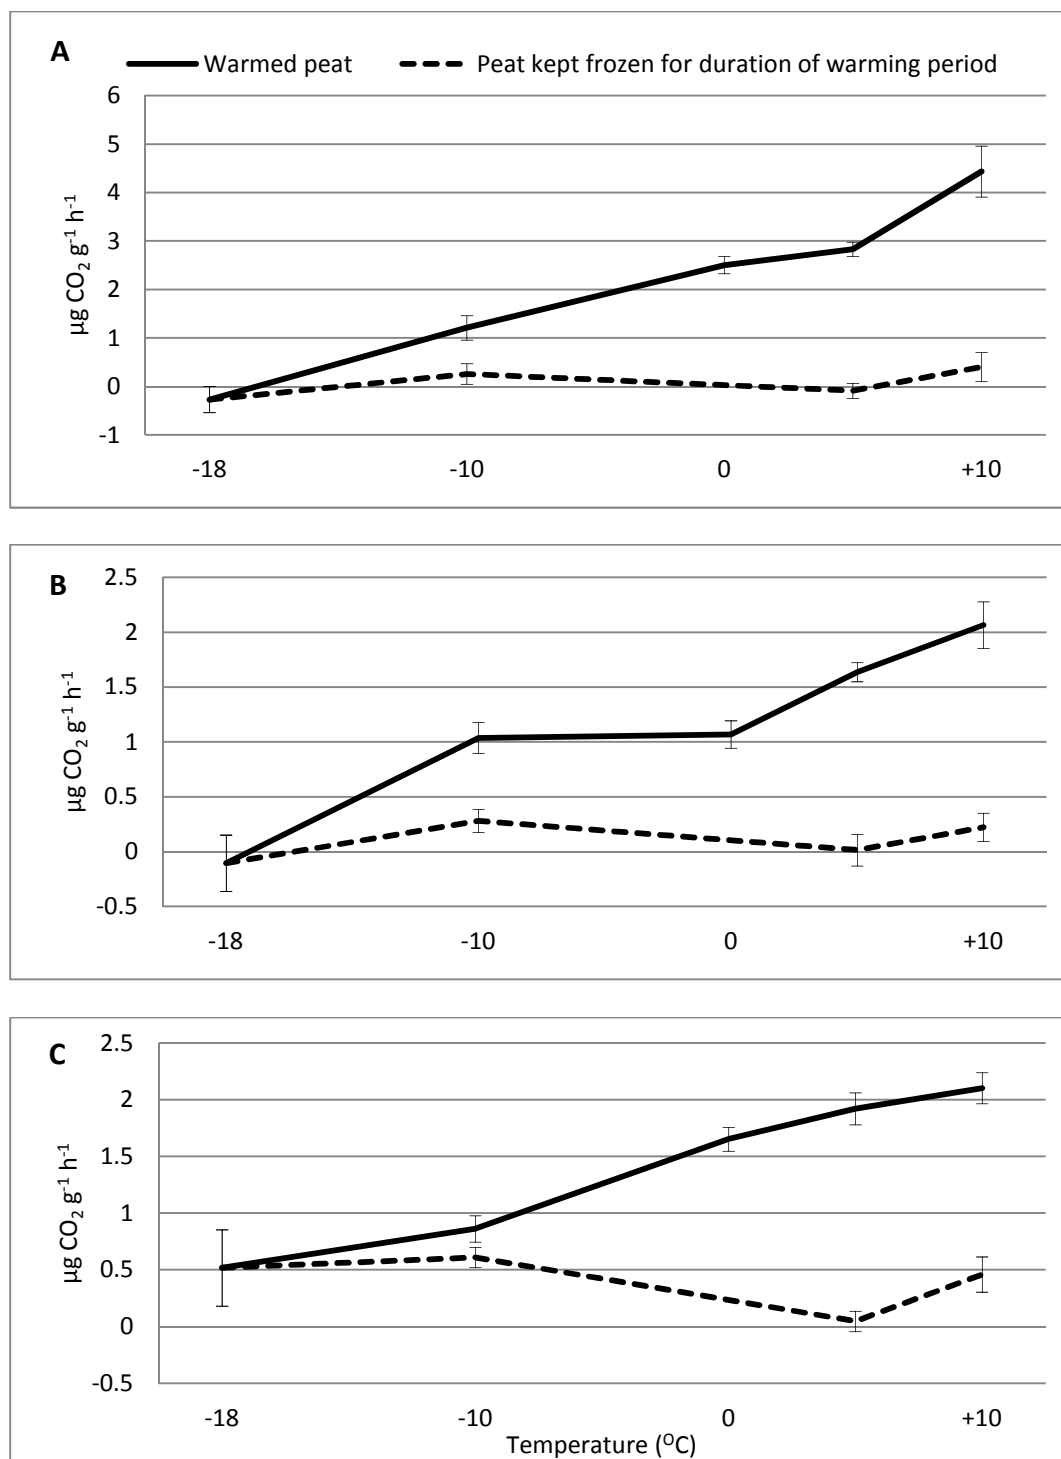 A
Warmed peat
Peat kept frozen for duration of warming period
6
5
4
3
2
1
0
-1
µg CO₂ g⁻¹ h⁻¹
-18 -10 0 +10
B
2.5
2
1.5
1
0.5
0
-0.5
µg CO₂ g⁻¹ h⁻¹
-18 -10 0 +10
C
2.5
2
1.5
1
0.5
0
-0.5
µg CO₂ g⁻¹ h⁻¹
-18 -10 0 +10
Temperature (ᴼC)